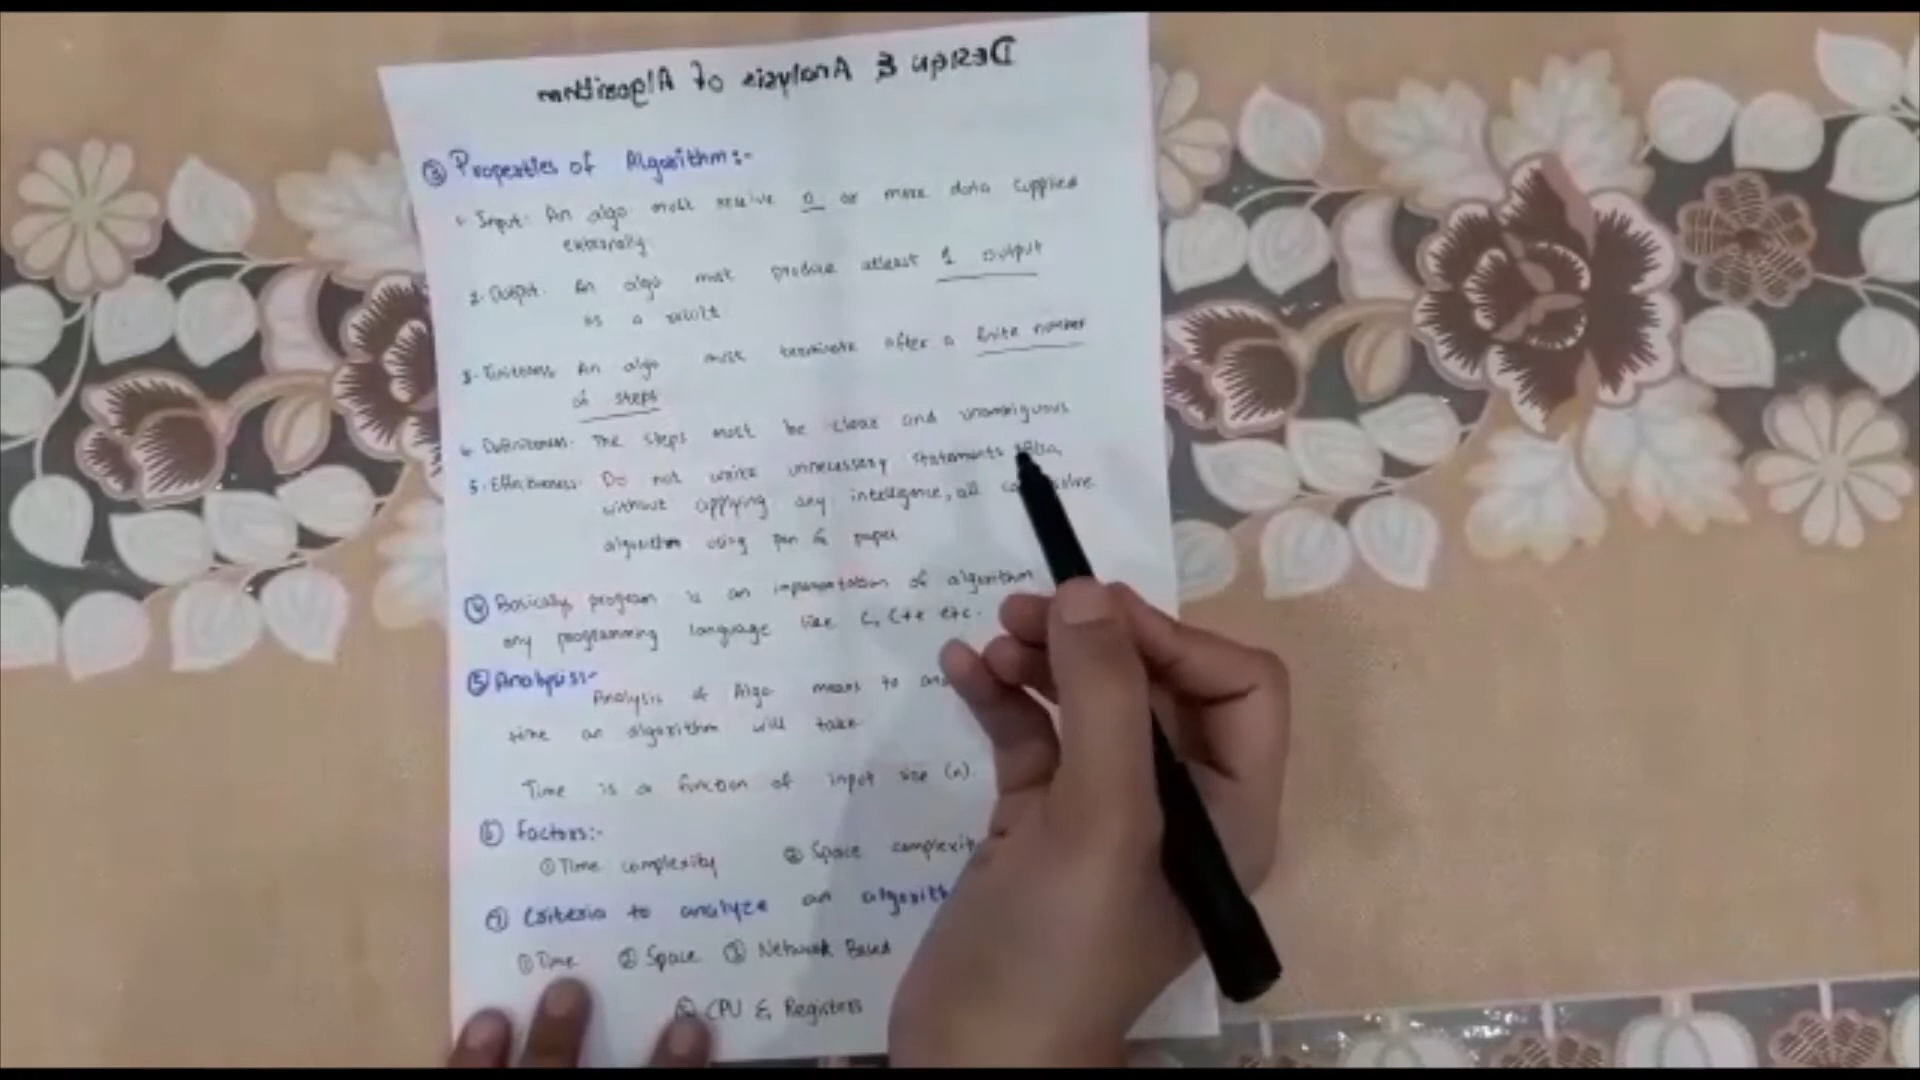 Design & Analysis of Algorithm
③ Properties of Algorithm:-
1. Input: An algo must receive 0 or more data supplied
externally
2. Output: An algo must produce atleast 1 output
as a result
3. Finiteness An algo must terminate after a finite number
of steps
4. Definiteness- The steps must be clear and unambiguous
5. Effectiveness- Do not write unnecessary statements
without applying any intelligence, all solve
algorithm using pen & paper
④ Basically program is an implementation of algorithm
any programming language like C, C++ etc.
⑤ Analysis:-
Analysis of Algo means to
time an algorithm will take
Time is a function of input size (n).
⑥ Factors:-
① Time complexity ② Space complexit
⑦ Criteria to analyze an algorith
① Time ② Space ③ Network Based
CPU & Registers